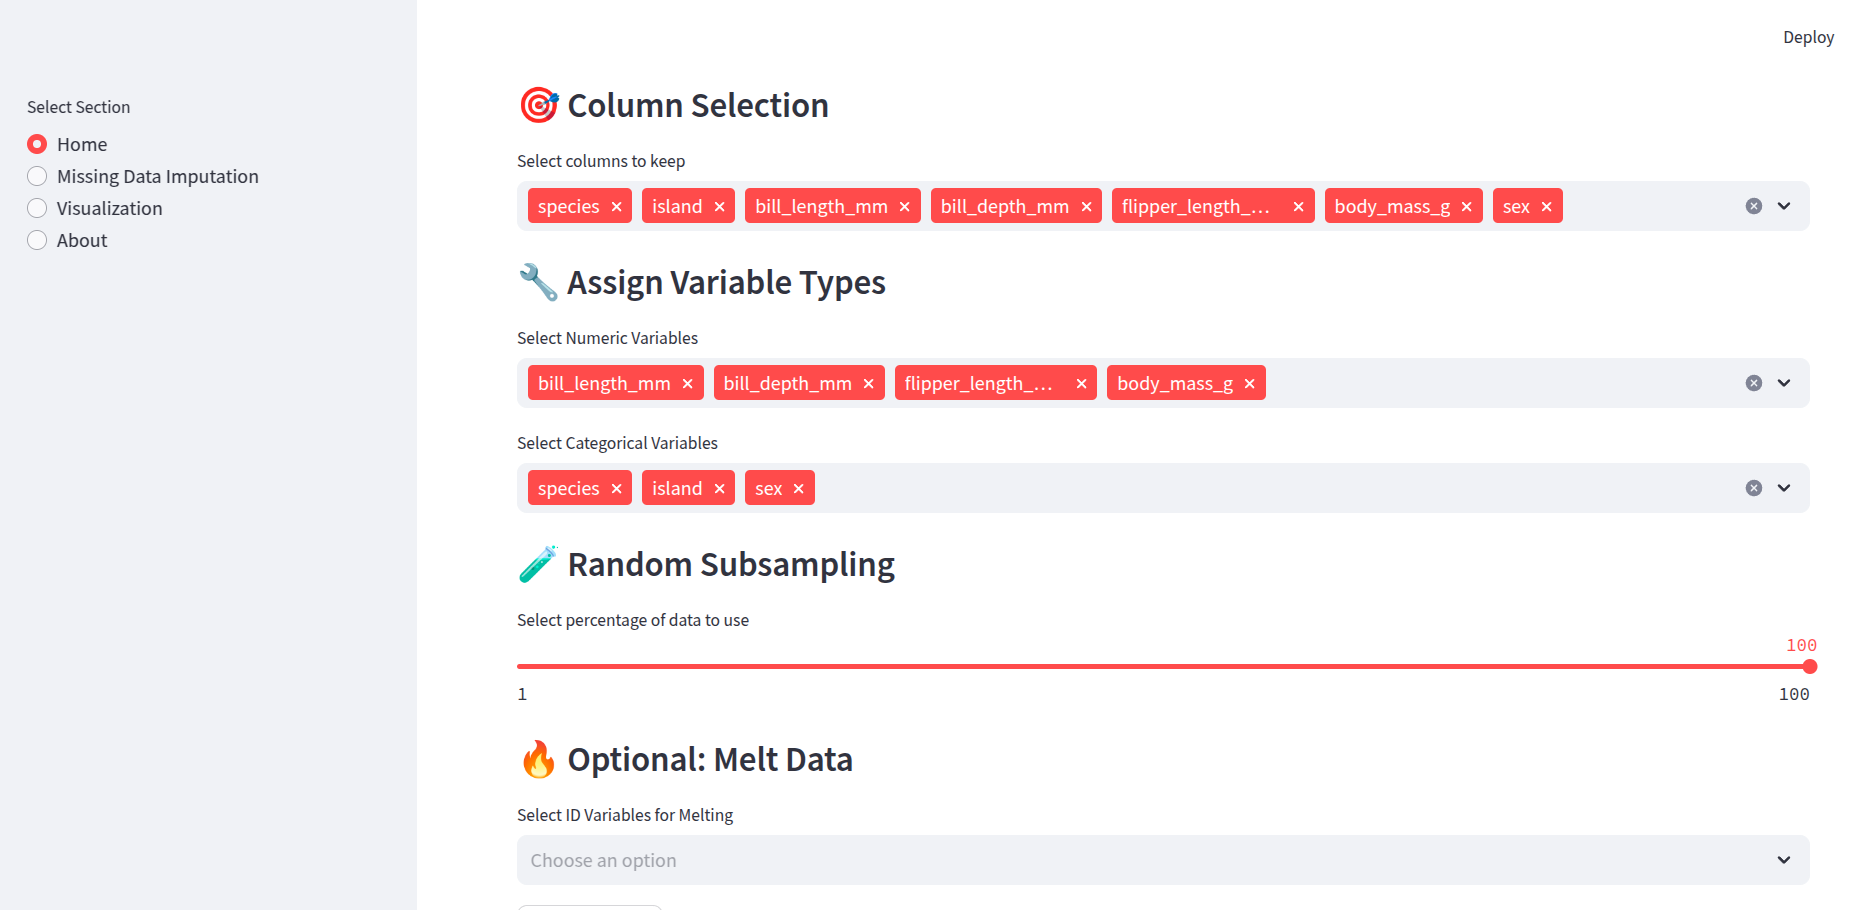 Deploy
Select Section
Home
Missing Data Imputation
Visualization
About
Column Selection
Select columns to keep
species island bill_length_mm bill_depth_mm flipper_length_... body_mass_g sex
Assign Variable Types
Select Numeric Variables
bill_length_mm bill_depth_mm flipper_length_... body_mass_g
Select Categorical Variables
species island sex
Random Subsampling
Select percentage of data to use
100
1 100
Optional: Melt Data
Select ID Variables for Melting
Choose an option